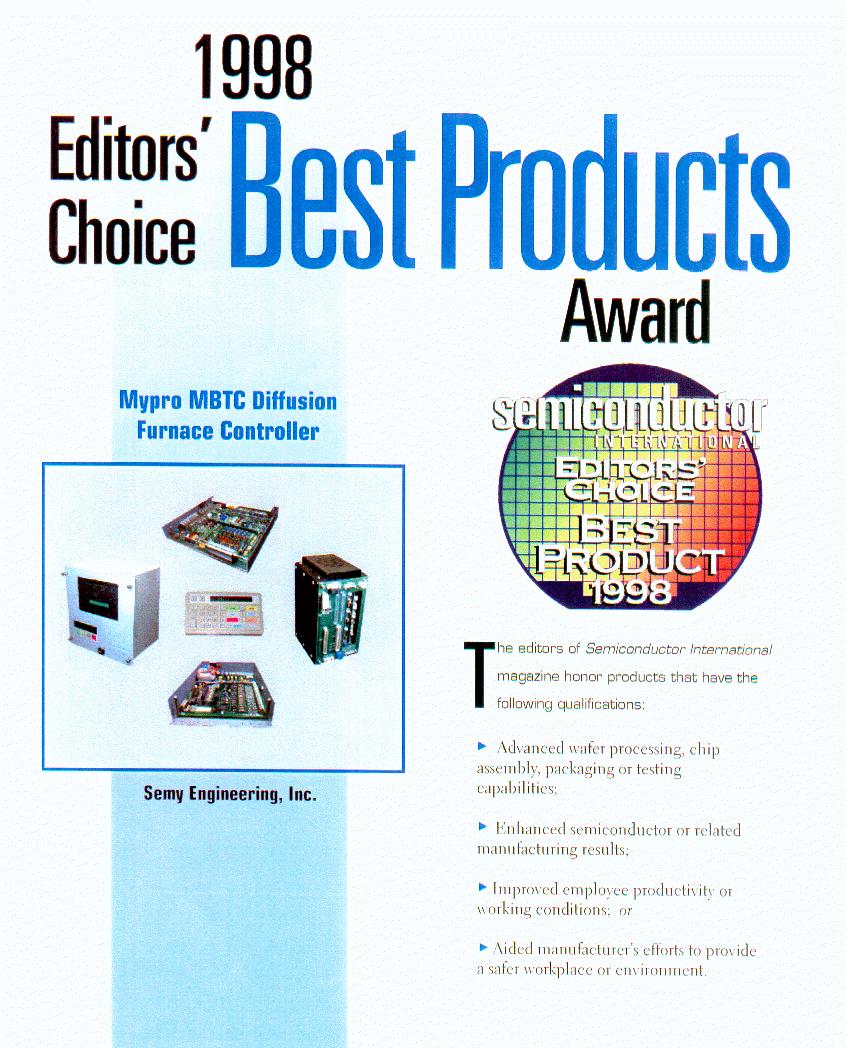 1998
Editors'
Choice
Best Products
Award
Mypro MBTC Diffusion
Furnace Controller
Semy Engineering, Inc.
semiconductor
INTERNATIONAL
EDITORS'
CHOICE
BEST
PRODUCT
1998
The editors of Semiconductor International
magazine honor products that have the
following qualifications:
► Advanced wafer processing, chip
assembly, packaging or testing
capabilities;
► Enhanced semiconductor or related
manufacturing results;
► Improved employee productivity or
working conditions; or
► Aided manufacturer's efforts to provide
a safer workplace or environment.